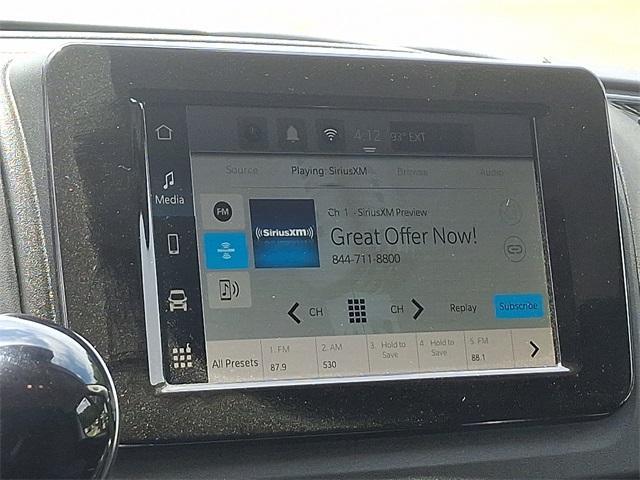 4:12 93° EXT
Source Playing: SiriusXM Browse Audio
Media
FM
((SiriusXM))
Ch 1 - SiriusXM Preview
Great Offer Now!
844-711-8800
CH CH Replay Subscribe
All Presets
1. FM
87.9
2. AM
530
3. Hold to
Save
4. Hold to
Save
5. FM
88.1